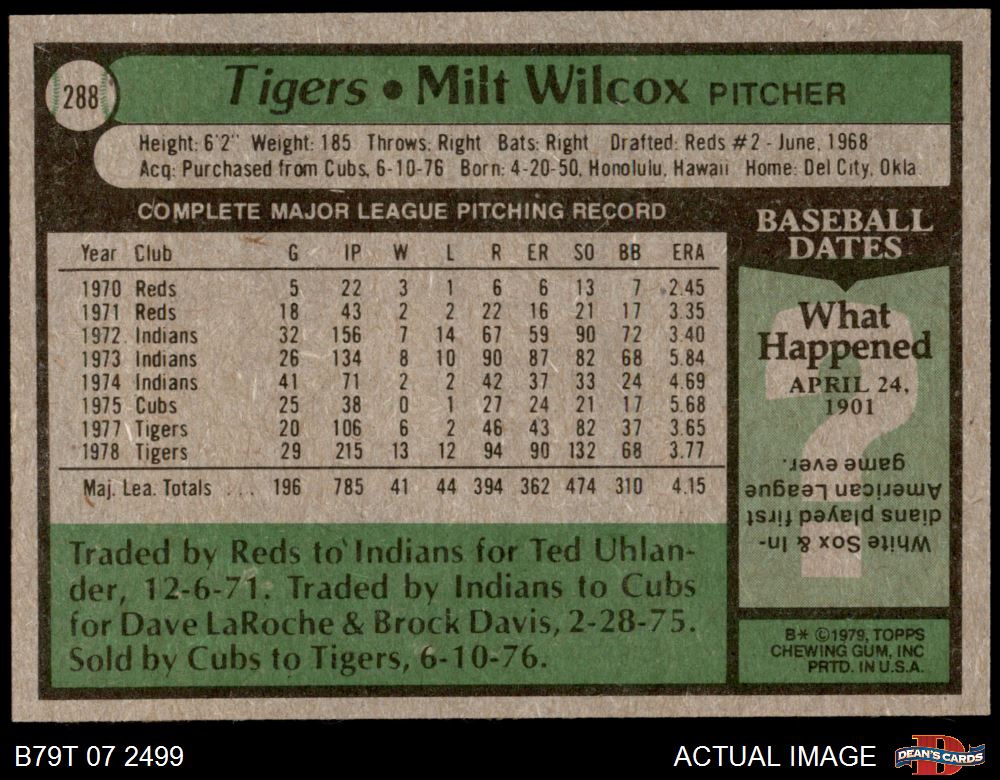 288
Tigers • Milt Wilcox PITCHER
Height: 6'2" Weight: 185 Throws: Right Bats: Right Drafted: Reds #2 - June, 1968
Acq: Purchased from Cubs, 6-10-76 Born: 4-20-50, Honolulu, Hawaii Home: Del City, Okla.
COMPLETE MAJOR LEAGUE PITCHING RECORD
Year Club G IP W L R ER SO BB ERA
1970 Reds 5 22 3 1 6 6 13 7 2.45
1971 Reds 18 43 2 2 22 16 21 17 3.35
1972 Indians 32 156 7 14 67 59 90 72 3.40
1973 Indians 26 134 8 10 90 87 82 68 5.84
1974 Indians 41 71 2 2 42 37 33 24 4.69
1975 Cubs 25 38 0 1 27 24 21 17 5.68
1977 Tigers 20 106 6 2 46 43 82 37 3.65
1978 Tigers 29 215 13 12 94 90 132 68 3.77
Maj. Lea. Totals ... 196 785 41 44 394 362 474 310 4.15
Traded by Reds to Indians for Ted Uhlan-
der, 12-6-71. Traded by Indians to Cubs
for Dave LaRoche & Brock Davis, 2-28-75.
Sold by Cubs to Tigers, 6-10-76.
BASEBALL
DATES
What
Happened
APRIL 24,
1901
?
White Sox & In-
dians played first
American League
game ever.
B* ©1979, TOPPS
CHEWING GUM, INC
PRTD. IN U.S.A.
B79T 07 2499
ACTUAL IMAGE
D
DEAN'S CARDS